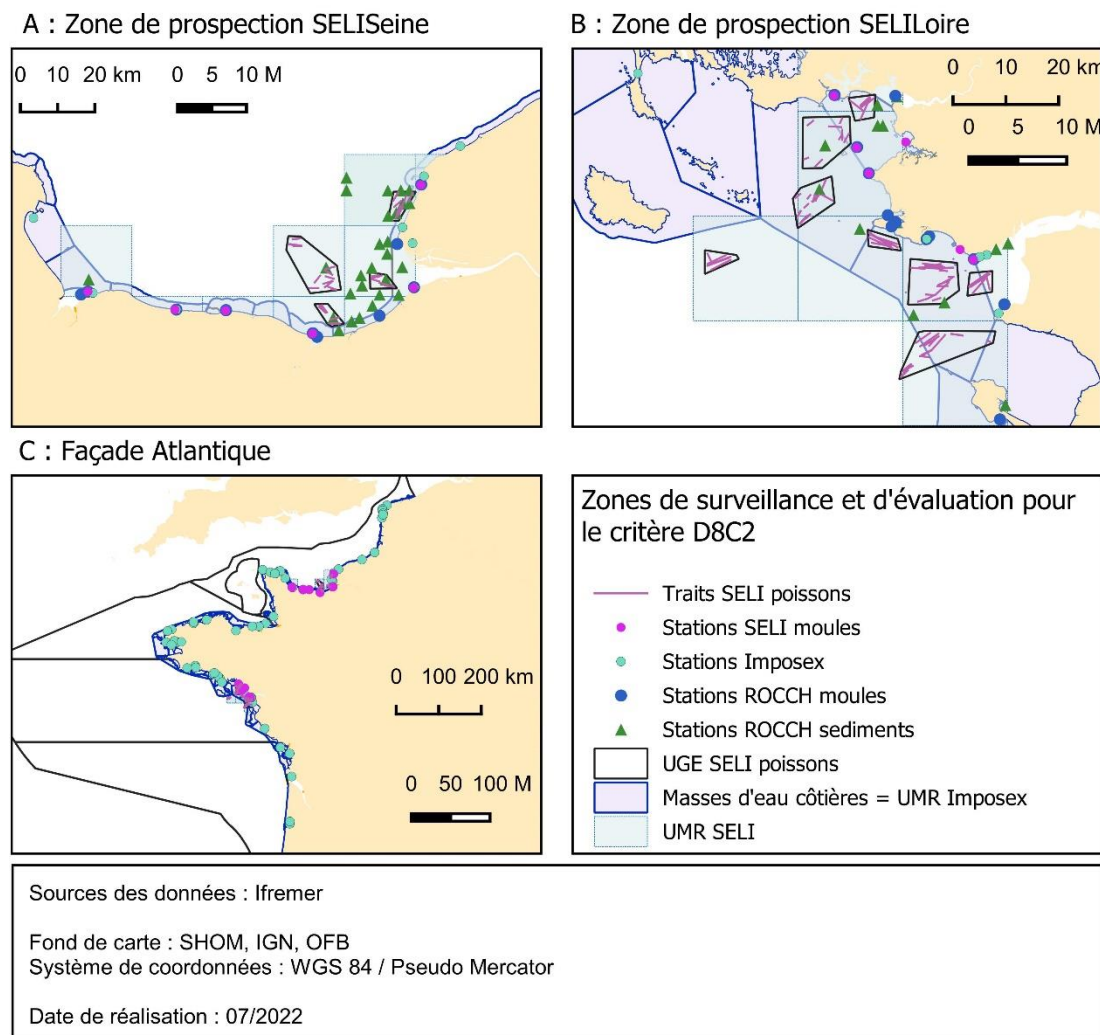 A : Zone de prospection SELISeine
0 10 20 km 0 5 10 M
B : Zone de prospection SELILoire
0 10 20 km
0 5 10 M
C : Façade Atlantique
0 100 200 km
0 50 100 M
Zones de surveillance et d'évaluation pour
le critère D8C2
Traits SELI poissons
Stations SELI moules
Stations Imposex
Stations ROCCH moules
Stations ROCCH sediments
UGE SELI poissons
Masses d'eau côtières = UMR Imposex
UMR SELI
Sources des données : Ifremer
Fond de carte : SHOM, IGN, OFB
Système de coordonnées : WGS 84 / Pseudo Mercator
Date de réalisation : 07/2022